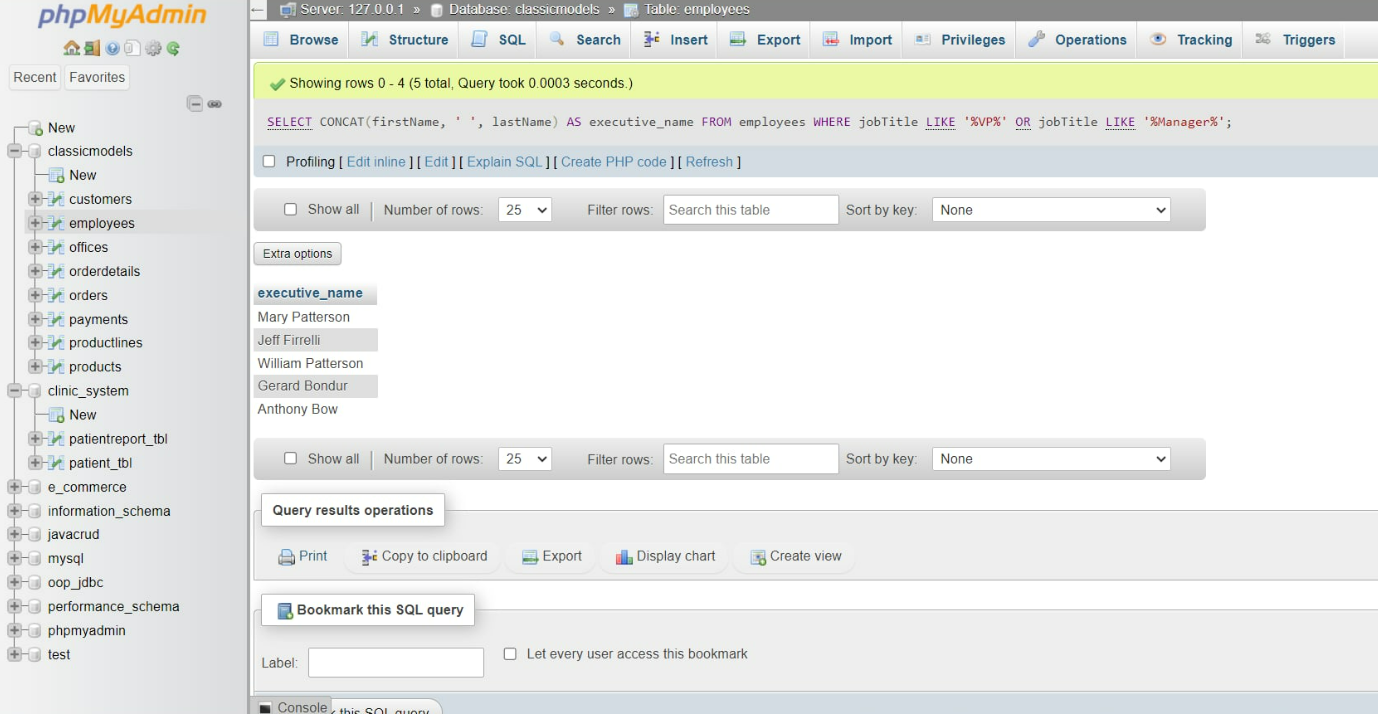 phpMyAdmin
Recent Favorites
New
classicmodels
New
customers
employees
offices
orderdetails
orders
payments
productlines
products
clinic_system
New
patientreport_tbl
patient_tbl
e_commerce
information_schema
javacrud
mysql
oop_jdbc
performance_schema
phpmyadmin
test
Server: 127.0.0.1 » Database: classicmodels » Table: employees
Browse Structure SQL Search Insert Export Import Privileges Operations Tracking Triggers
Showing rows 0 - 4 (5 total, Query took 0.0003 seconds.)
SELECT CONCAT(firstName, ' ', lastName) AS executive_name FROM employees WHERE jobTitle LIKE '%VP%' OR jobTitle LIKE '%Manager%';
Profiling [ Edit inline ] [ Edit ] [ Explain SQL ] [ Create PHP code ] [ Refresh ]
Show all | Number of rows: 25 Filter rows: Search this table Sort by key: None
Extra options
executive_name
Mary Patterson
Jeff Firrelli
William Patterson
Gerard Bondur
Anthony Bow
Show all | Number of rows: 25 Filter rows: Search this table Sort by key: None
Query results operations
Print Copy to clipboard Export Display chart Create view
Bookmark this SQL query
Label: Let every user access this bookmark
Console this SQL query